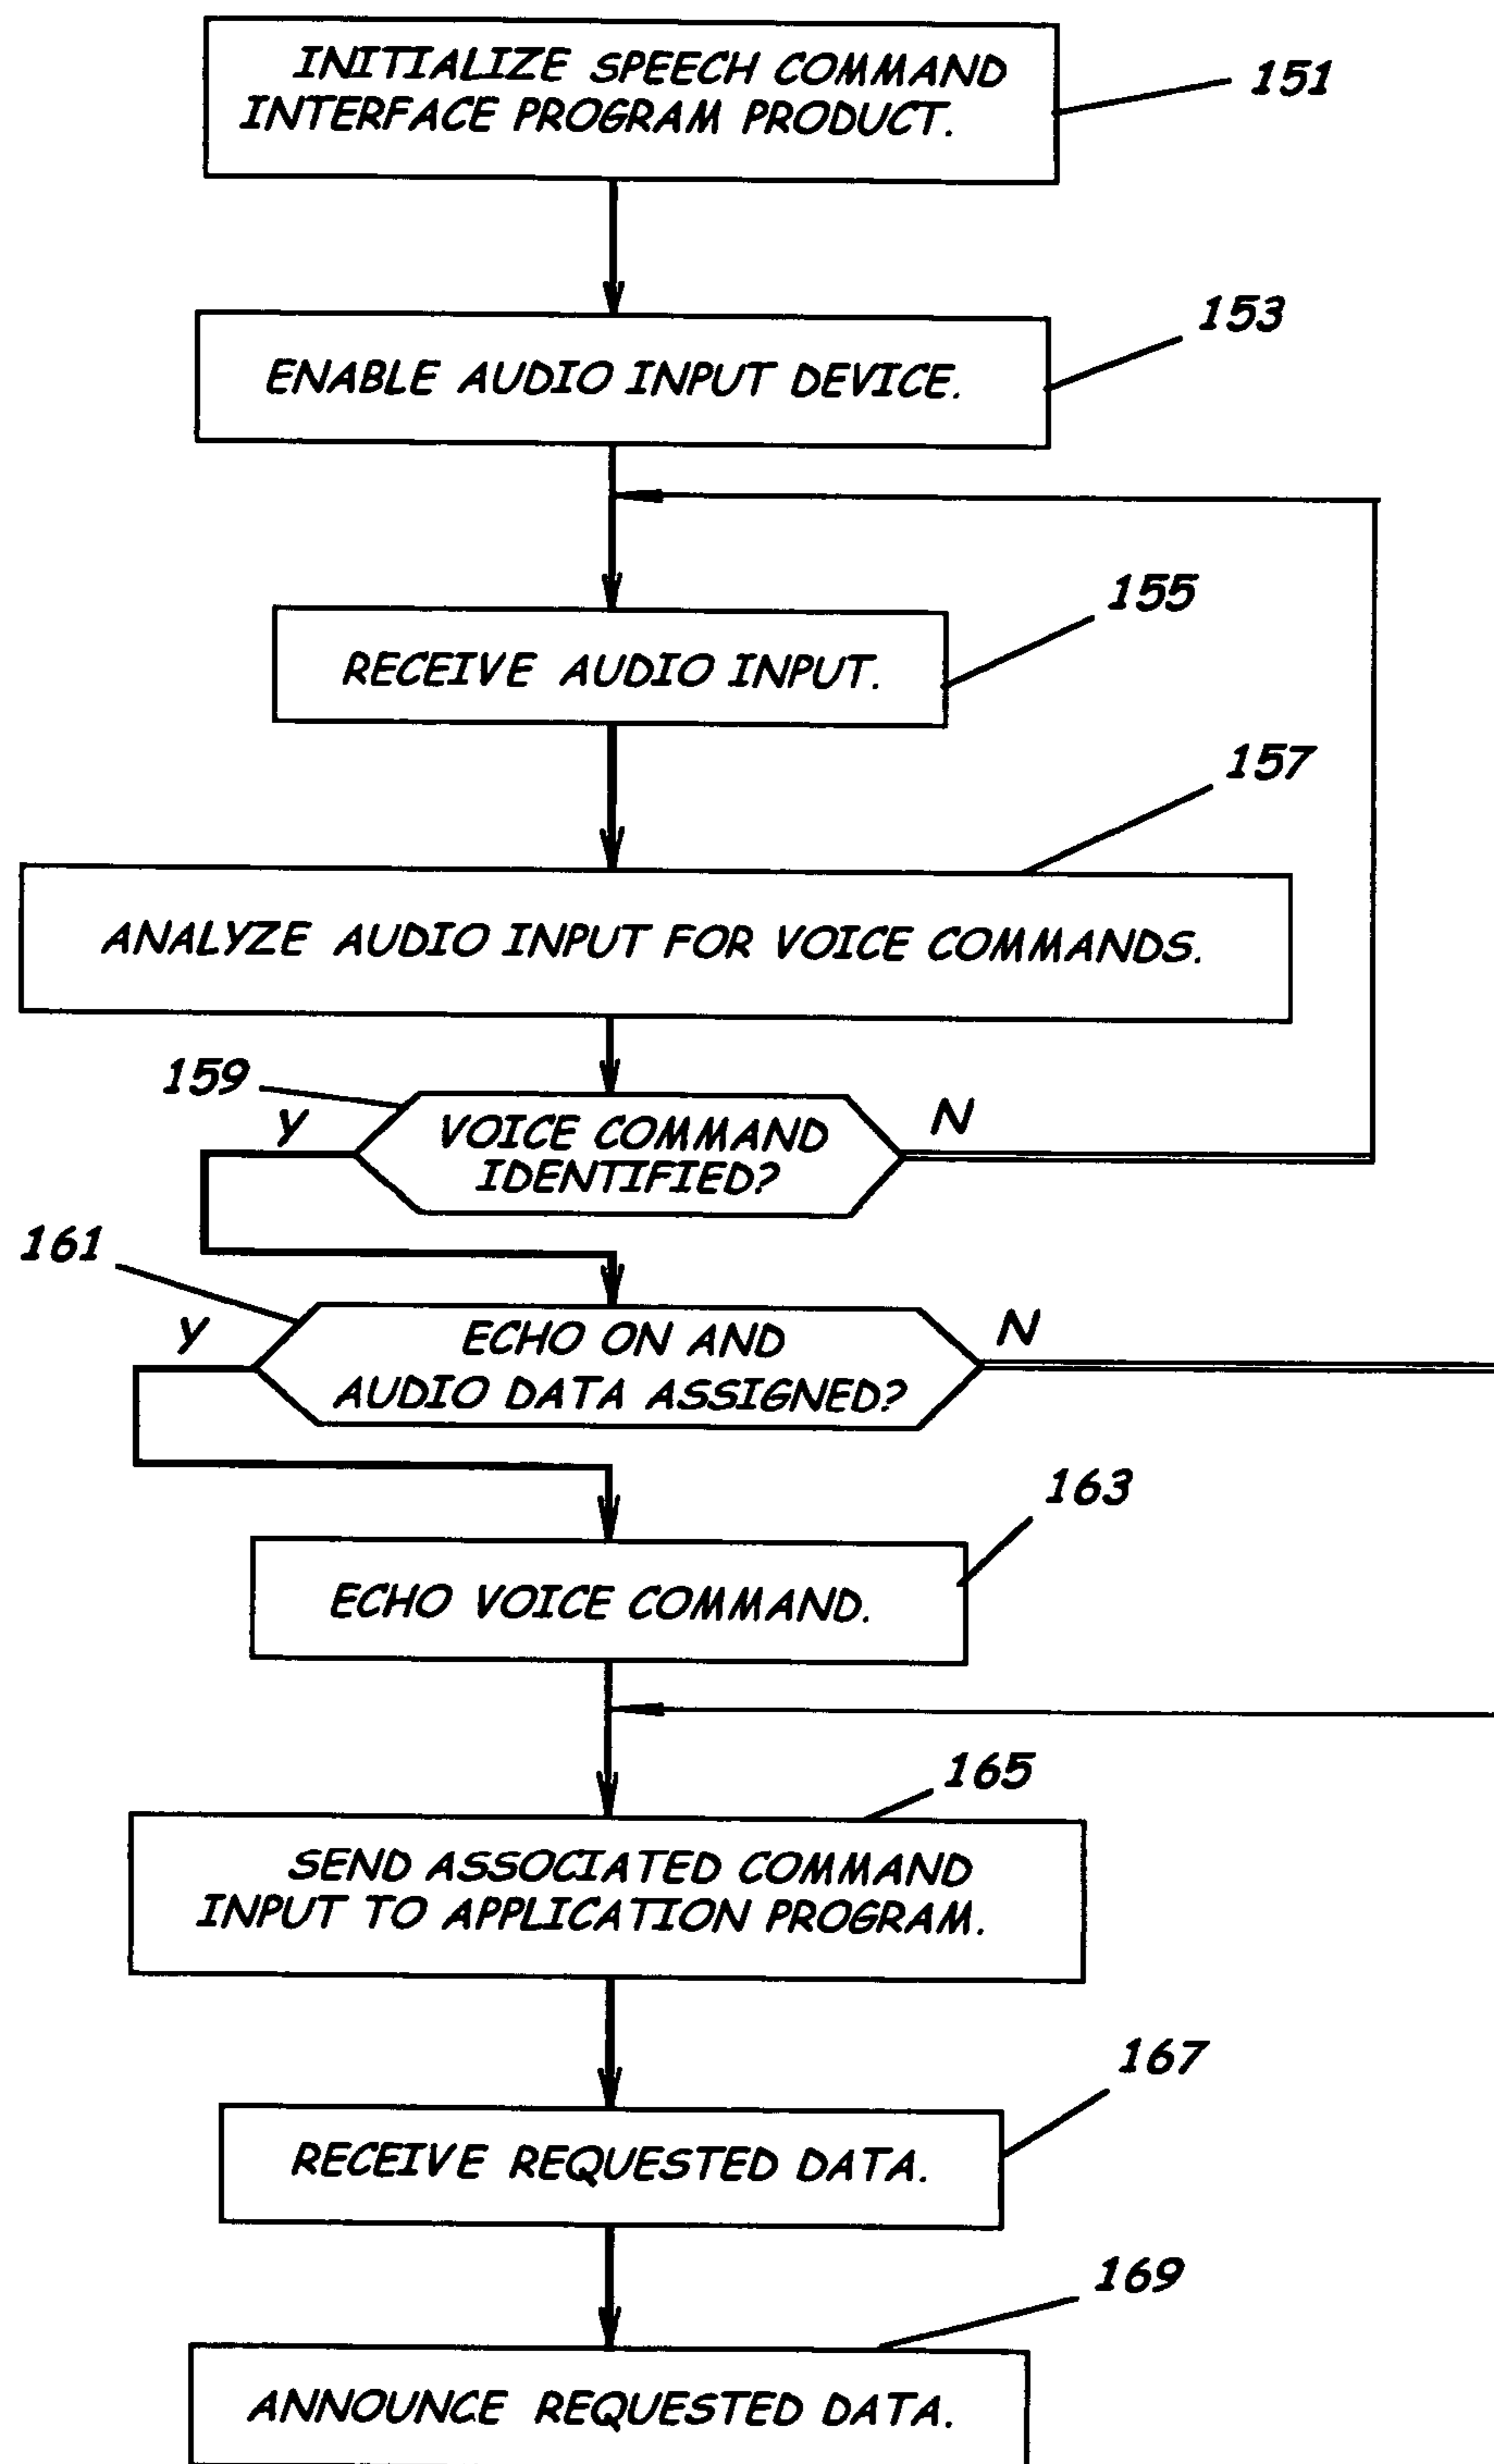 INITIALIZE SPEECH COMMAND
INTERFACE PROGRAM PRODUCT.
151
153
ENABLE AUDIO INPUT DEVICE.
155
RECEIVE AUDIO INPUT.
157
ANALYZE AUDIO INPUT FOR VOICE COMMANDS.
159
Y
N
VOICE COMMAND
IDENTIFIED?
161
Y
N
ECHO ON AND
AUDIO DATA ASSIGNED?
163
ECHO VOICE COMMAND.
165
SEND ASSOCIATED COMMAND
INPUT TO APPLICATION PROGRAM.
167
RECEIVE REQUESTED DATA.
169
ANNOUNCE REQUESTED DATA.